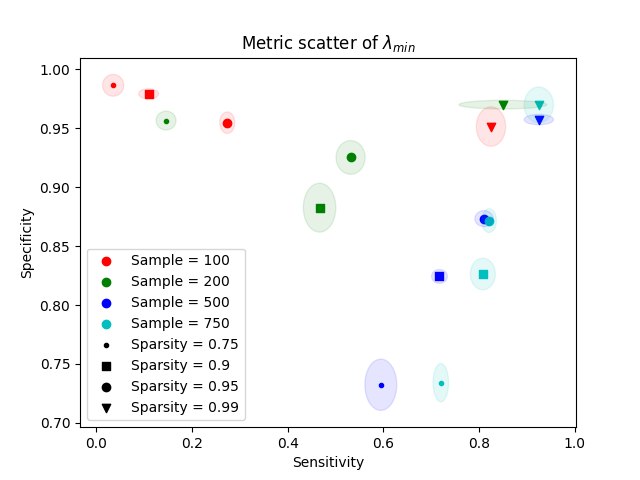 Metric scatter of λmin
1.00
0.95
0.90
0.85
0.80
0.75
0.70
Specificity
Sample = 100
Sample = 200
Sample = 500
Sample = 750
Sparsity = 0.75
Sparsity = 0.9
Sparsity = 0.95
Sparsity = 0.99
0.0 0.2 0.4 0.6 0.8 1.0
Sensitivity